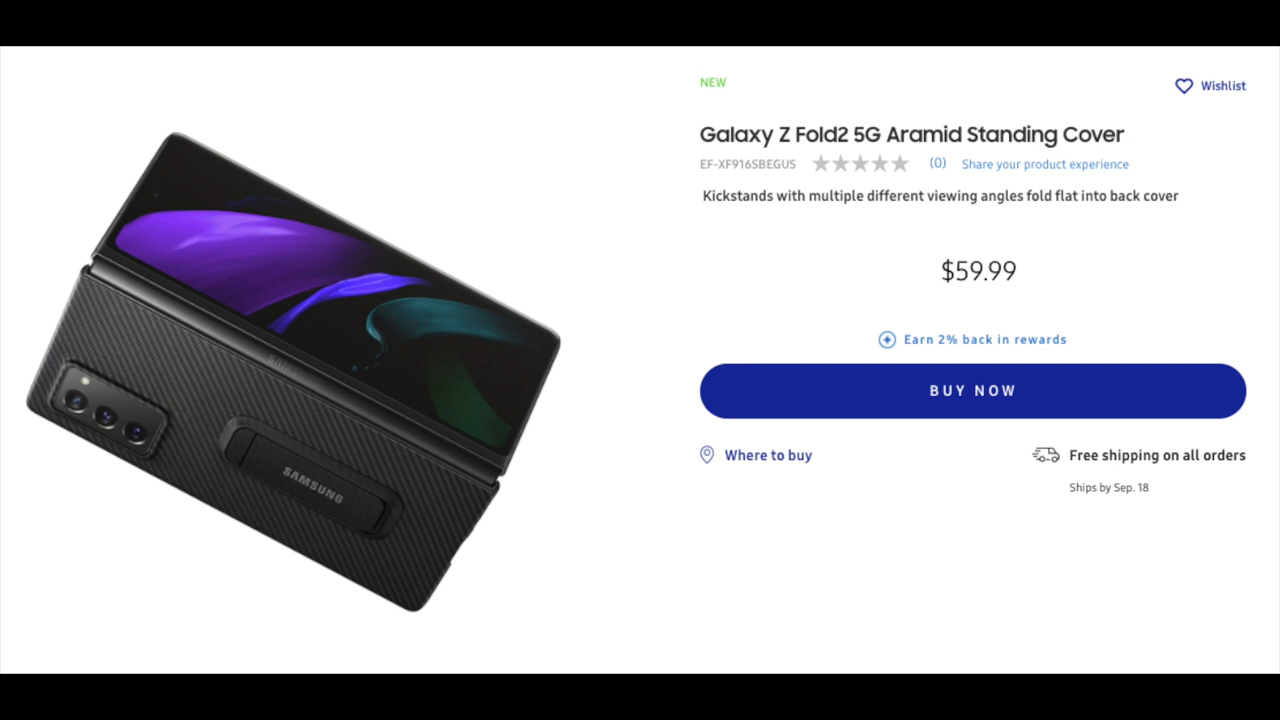 NEW
Wishlist
Galaxy Z Fold2 5G Aramid Standing Cover
EF-XF916SBEGUS
(0)
Share your product experience
Kickstands with multiple different viewing angles fold flat into back cover
$59.99
Earn 2% back in rewards
BUY NOW
Where to buy
Free shipping on all orders
Ships by Sep. 18
SAMSUNG
SAMSUNG